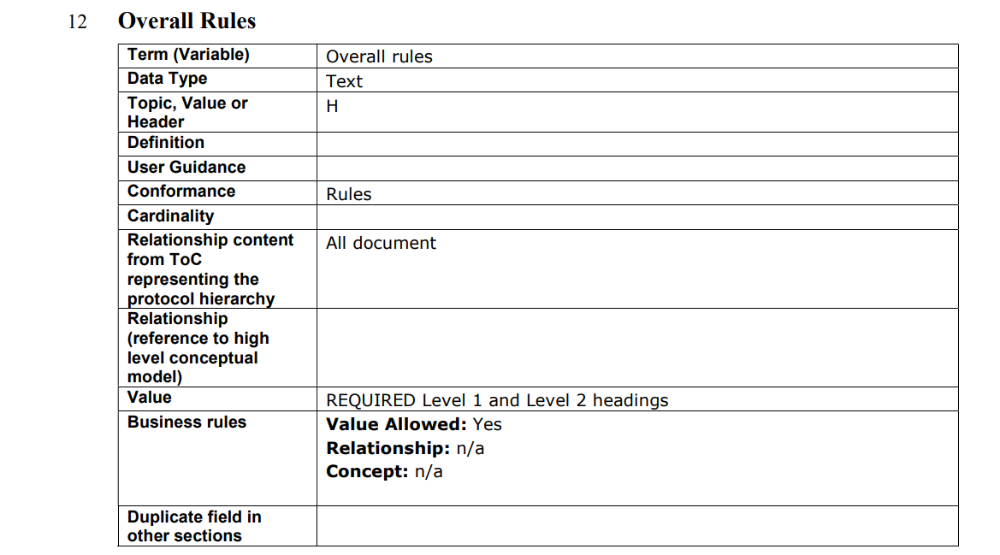 12 Overall Rules
Term (Variable) Overall rules
Data Type Text
Topic, Value or
Header H
Definition
User Guidance
Conformance Rules
Cardinality
Relationship content
from ToC
representing the
protocol hierarchy All document
Relationship
(reference to high
level conceptual
model)
Value REQUIRED Level 1 and Level 2 headings
Business rules Value Allowed: Yes
Relationship: n/a
Concept: n/a
Duplicate field in
other sections